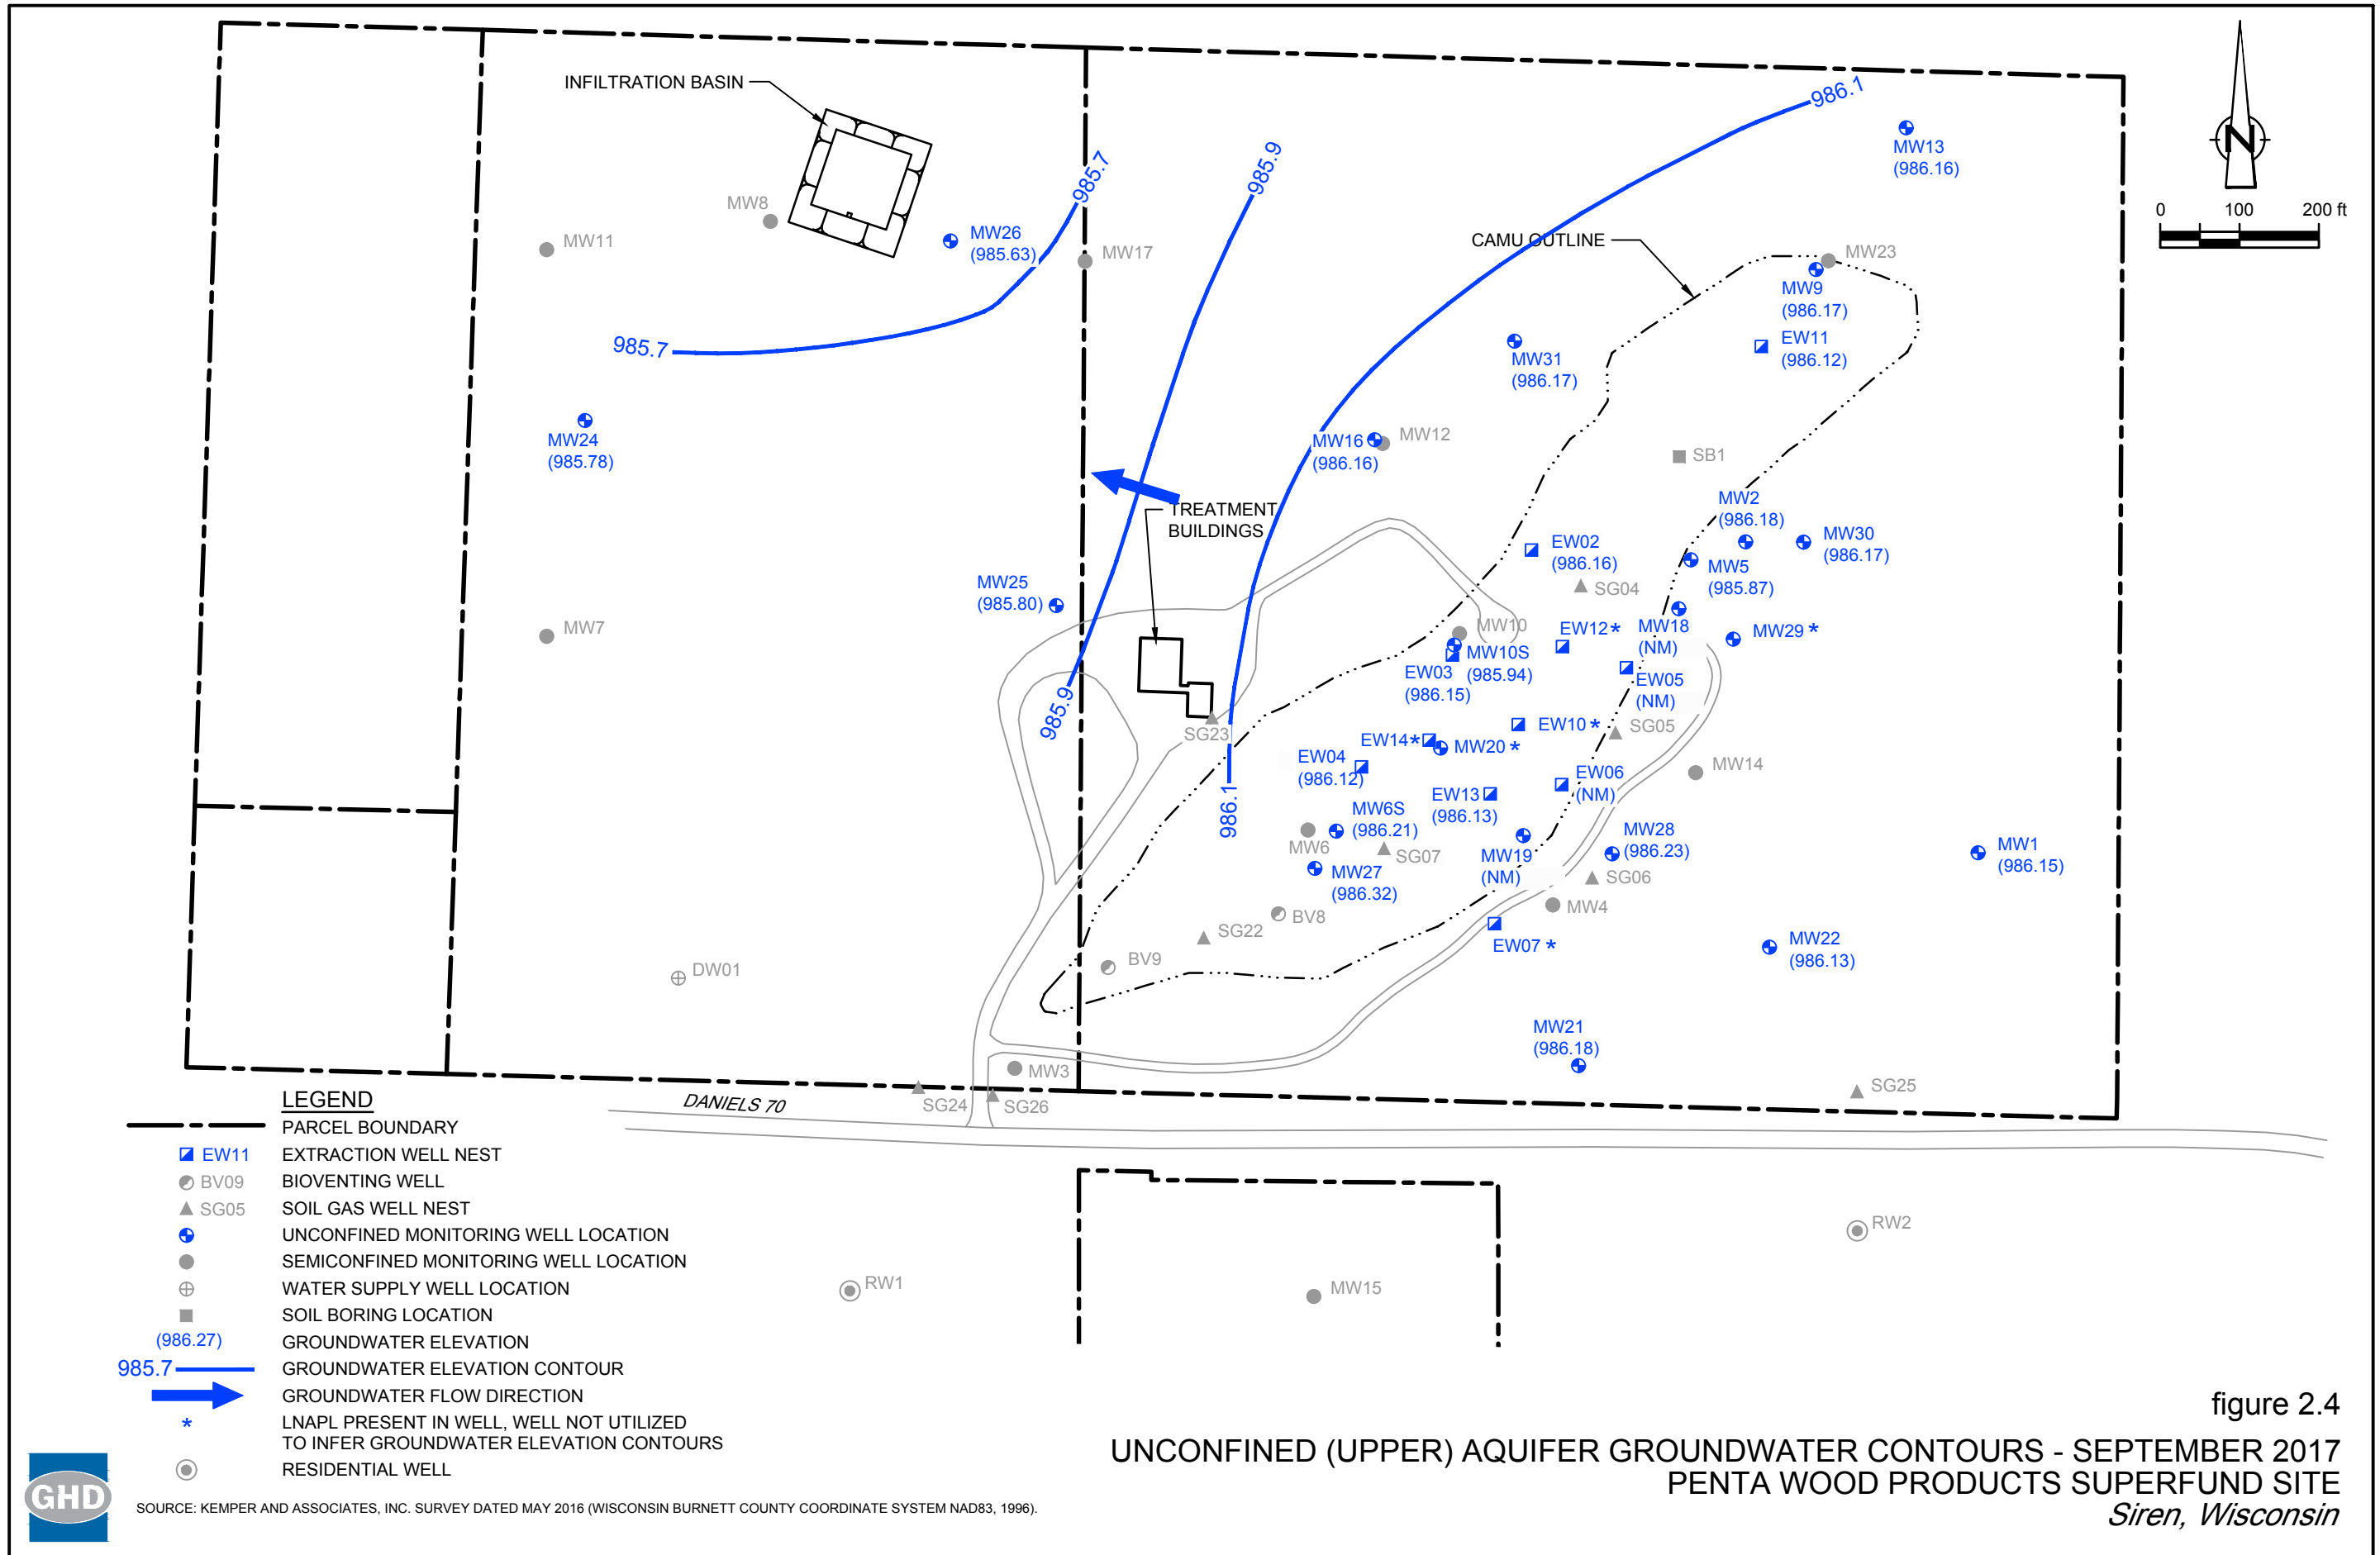 INFILTRATION BASIN
985.7
985.9
986.1
MW13
(986.16)
N
0 100 200 ft
MW8
MW11
MW26
(985.63)
MW17
CAMU OUTLINE
MW23
MW9
(986.17)
985.7
EW11
(986.12)
MW31
(986.17)
MW24
(985.78)
MW16
(986.16)
MW12
SB1
MW2
(986.18)
TREATMENT
BUILDINGS
EW02
(986.16)
MW30
(986.17)
MW5
(985.87)
SG04
MW25
(985.80)
MW7
MW10
EW12*
MW18
(NM)
MW29 *
MW10S
(985.94)
EW03
(986.15)
EW05
(NM)
985.9
SG23
EW14*
MW20 *
EW10 *
SG05
EW04
(986.12)
986.1
EW13
(986.13)
EW06
(NM)
MW14
MW6S
(986.21)
MW6
SG07
MW19
(NM)
MW28
(986.23)
MW1
(986.15)
MW27
(986.32)
SG06
MW4
BV8
SG22
EW07 *
MW22
(986.13)
BV9
DW01
MW21
(986.18)
MW3
SG24
SG26
SG25
DANIELS 70
RW2
RW1
MW15
LEGEND
PARCEL BOUNDARY
EW11 EXTRACTION WELL NEST
BV09 BIOVENTING WELL
SG05 SOIL GAS WELL NEST
UNCONFINED MONITORING WELL LOCATION
SEMICONFINED MONITORING WELL LOCATION
WATER SUPPLY WELL LOCATION
SOIL BORING LOCATION
(986.27) GROUNDWATER ELEVATION
985.7 GROUNDWATER ELEVATION CONTOUR
GROUNDWATER FLOW DIRECTION
* LNAPL PRESENT IN WELL, WELL NOT UTILIZED
TO INFER GROUNDWATER ELEVATION CONTOURS
RESIDENTIAL WELL
GHD
SOURCE: KEMPER AND ASSOCIATES, INC. SURVEY DATED MAY 2016 (WISCONSIN BURNETT COUNTY COORDINATE SYSTEM NAD83, 1996).
figure 2.4
UNCONFINED (UPPER) AQUIFER GROUNDWATER CONTOURS - SEPTEMBER 2017
PENTA WOOD PRODUCTS SUPERFUND SITE
Siren, Wisconsin